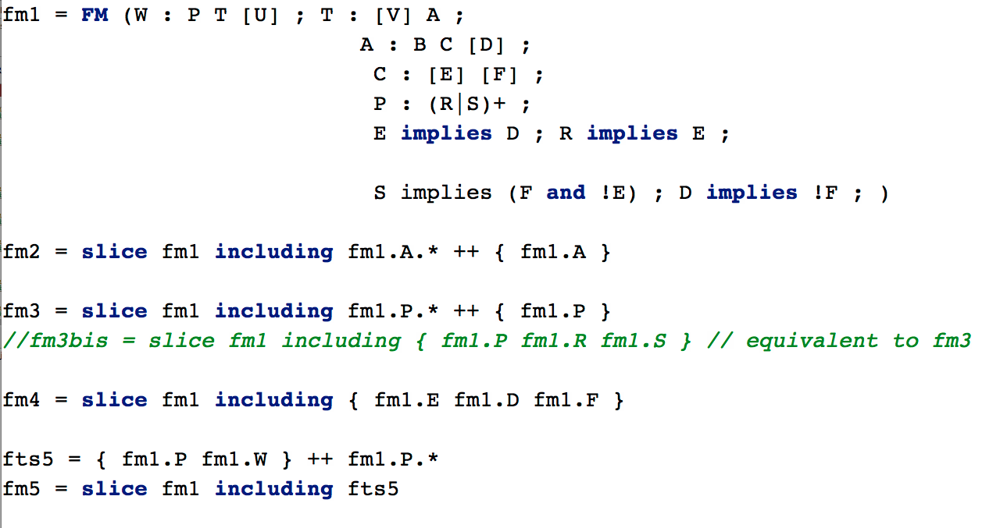 fm1 = FM (W : P T [U] ; T : [V] A ;
A : B C [D] ;
C : [E] [F] ;
P : (R|S)+ ;
E implies D ; R implies E ;
S implies (F and !E) ; D implies !F ; )
fm2 = slice fm1 including fm1.A.* ++ { fm1.A }
fm3 = slice fm1 including fm1.P.* ++ { fm1.P }
//fm3bis = slice fm1 including { fm1.P fm1.R fm1.S } // equivalent to fm3
fm4 = slice fm1 including { fm1.E fm1.D fm1.F }
fts5 = { fm1.P fm1.W } ++ fm1.P.*
fm5 = slice fm1 including fts5